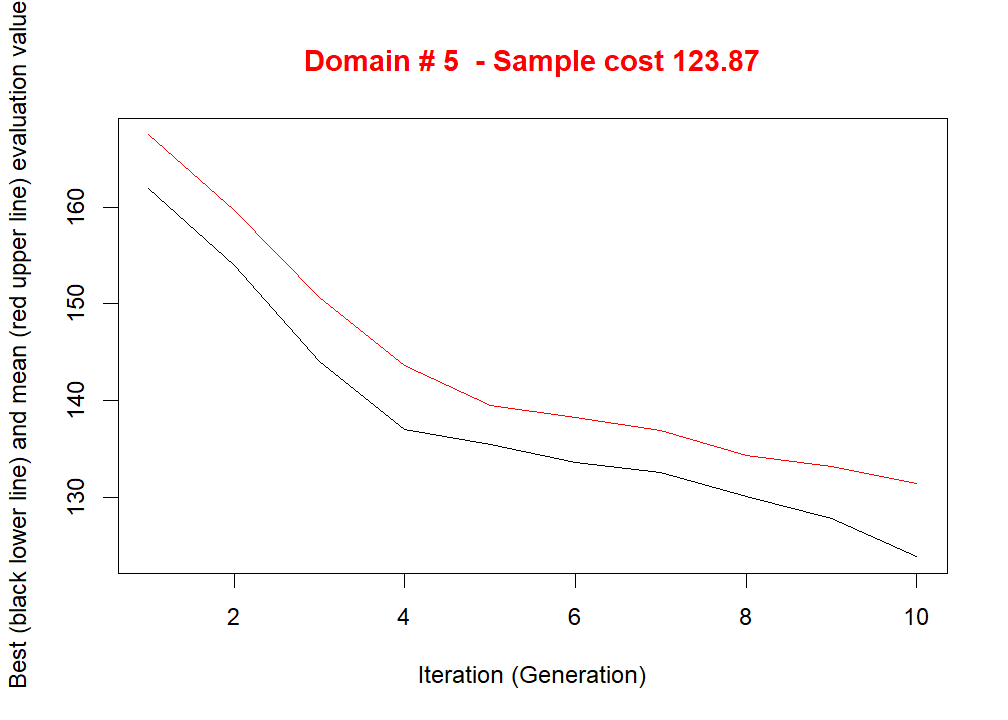 Domain # 5  - Sample cost 123.87
Best (black lower line) and mean (red upper line) evaluation value
160
150
140
130
2 4 6 8 10
Iteration (Generation)